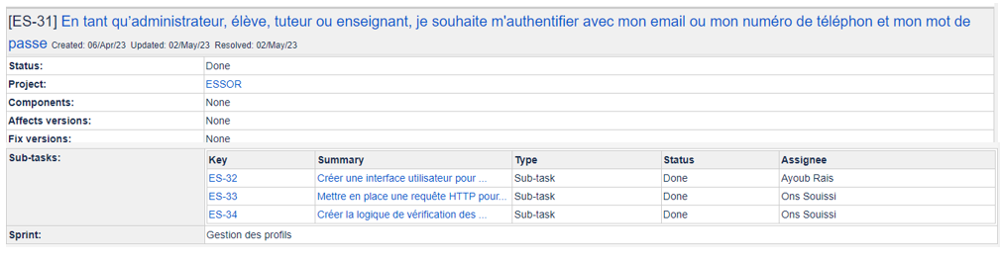 [ES-31] En tant qu’administrateur, élève, tuteur ou enseignant, je souhaite m'authentifier avec mon email ou mon numéro de téléphon et mon mot de
passe Created: 06/Apr/23 Updated: 02/May/23 Resolved: 02/May/23
Status: Done
Project: ESSOR
Components: None
Affects versions: None
Fix versions: None
Sub-tasks: Key Summary Type Status Assignee
ES-32 Créer une interface utilisateur pour ... Sub-task Done Ayoub Rais
ES-33 Mettre en place une requête HTTP pour... Sub-task Done Ons Souissi
ES-34 Créer la logique de vérification des ... Sub-task Done Ons Souissi
Sprint: Gestion des profils